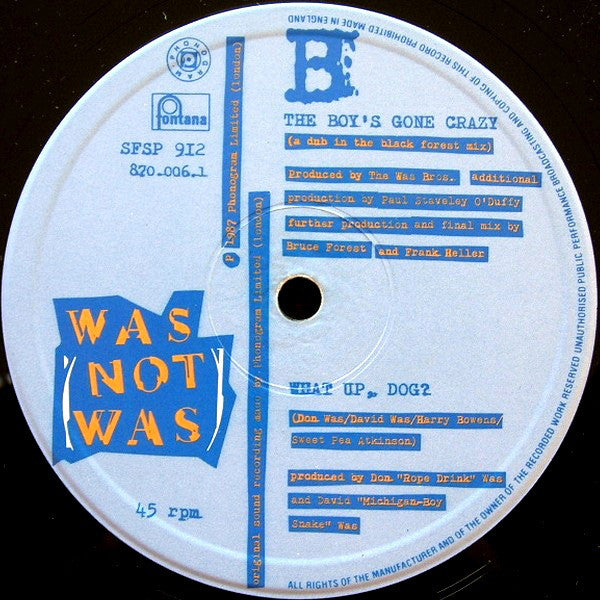 B
PHONOGRAM
fontana
SFSP 912
870.006.1
P 1987 Phonogram Limited (london)
original sound recording made by Phonogram Limited (london)
THE BOY'S GONE CRAZY
(a dub in the black forest mix)
Produced by The Was Bros. additional
production by Paul Staveley O'Duffy
further production and final mix by
Bruce Forest and Frank Heller
WAS
(NOT
WAS)
WHAT UP, DOG?
(Don Was/David Was/Harry Bowens/
Sweet Pea Atkinson)
produced by Don "Rope Drink" Was
and David "Michigan-Boy
Snake" Was
45 rpm
ALL RIGHTS OF THE MANUFACTURER AND OF THE OWNER OF THE RECORDED WORK RESERVED UNAUTHORISED PUBLIC PERFORMANCE BROADCASTING AND COPYING OF THIS RECORD PROHIBITED MADE IN ENGLAND